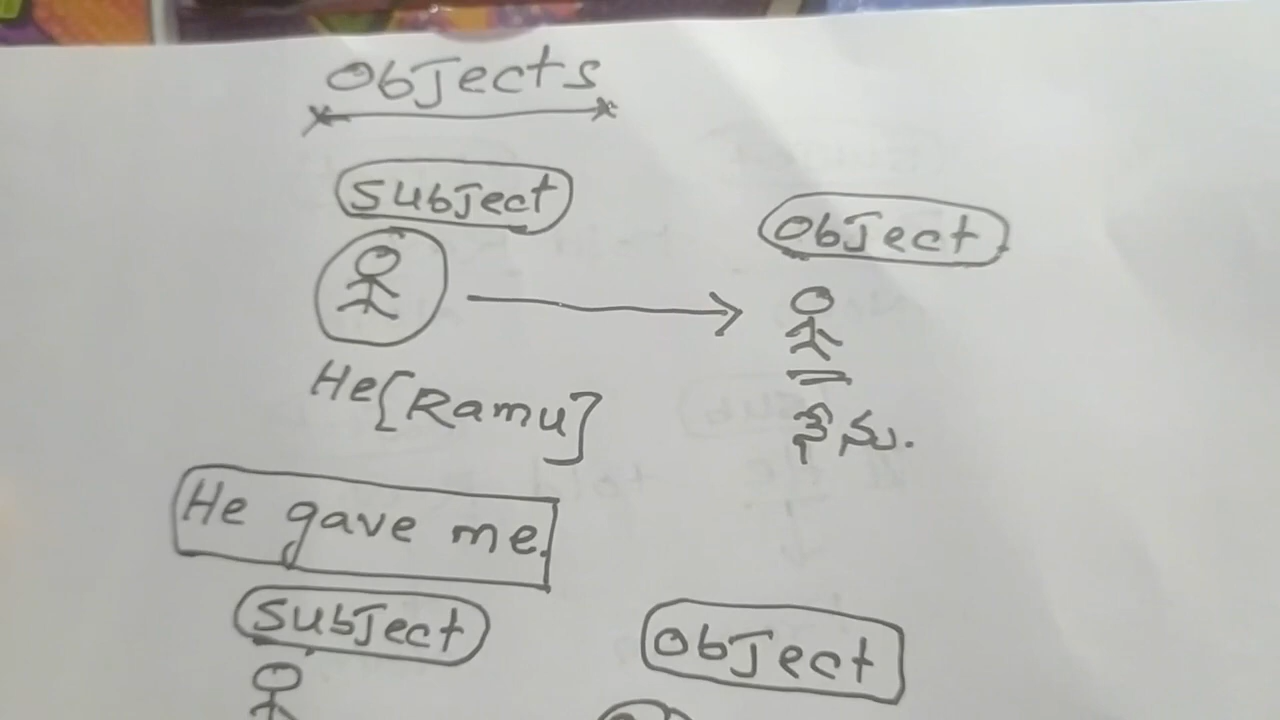 Objects
Subject
Object
He [Ramu]
నేను.
He gave me.
Subject
Object